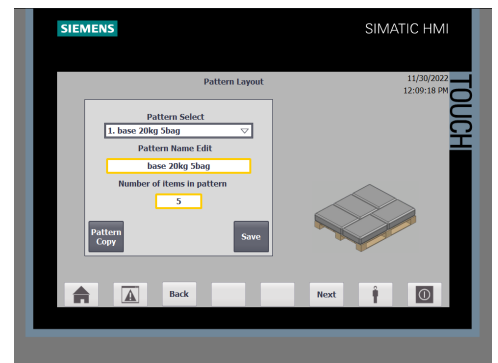 SIEMENS
SIMATIC HMI
TOUCH
Pattern Layout
11/30/2022
12:09:18 PM
Pattern Select
1. base 20kg 5bag
Pattern Name Edit
base 20kg 5bag
Number of items in pattern
5
Pattern
Copy
Save
Back
Next